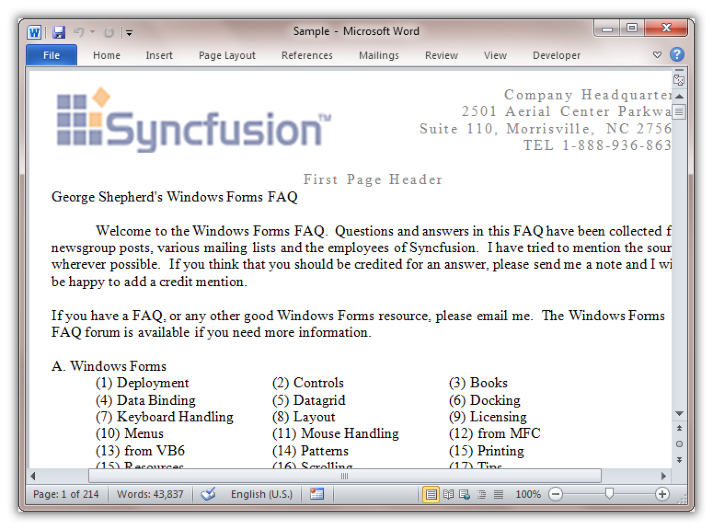 Sample - Microsoft Word
File Home Insert Page Layout References Mailings Review View Developer
Syncfusion™
Company Headquarter
2501 Aerial Center Parkwa
Suite 110, Morrisville, NC 2756
TEL 1-888-936-863
First Page Header
George Shepherd's Windows Forms FAQ
Welcome to the Windows Forms FAQ. Questions and answers in this FAQ have been collected f
newsgroup posts, various mailing lists and the employees of Syncfusion. I have tried to mention the sour
wherever possible. If you think that you should be credited for an answer, please send me a note and I wi
be happy to add a credit mention.
If you have a FAQ, or any other good Windows Forms resource, please email me. The Windows Forms
FAQ forum is available if you need more information.
A. Windows Forms
(1) Deployment (2) Controls (3) Books
(4) Data Binding (5) Datagrid (6) Docking
(7) Keyboard Handling (8) Layout (9) Licensing
(10) Menus (11) Mouse Handling (12) from MFC
(13) from VB6 (14) Patterns (15) Printing
(15) Resources (16) Scrolling (17) Tips
Page: 1 of 214 Words: 43,837 English (U.S.) 100%